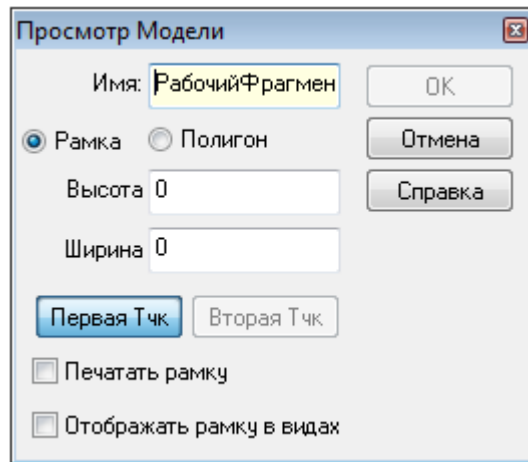 Просмотр Модели
Имя: РабочийФрагмен
OK
Рамка Полигон
Отмена
Высота 0
Справка
Ширина 0
Первая Тчк Вторая Тчк
Печатать рамку
Отображать рамку в видах